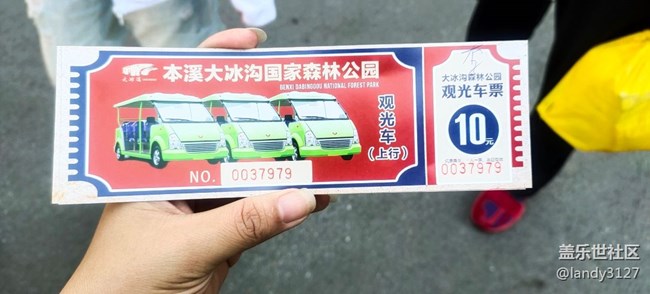 本溪大冰沟国家森林公园
BENXI DABINGGOU NATIONAL FOREST PARK
观光车
(上行)
NO. 0037979
大冰沟森林公园
观光车票
10元
0037979
盖乐世社区
@landy3127